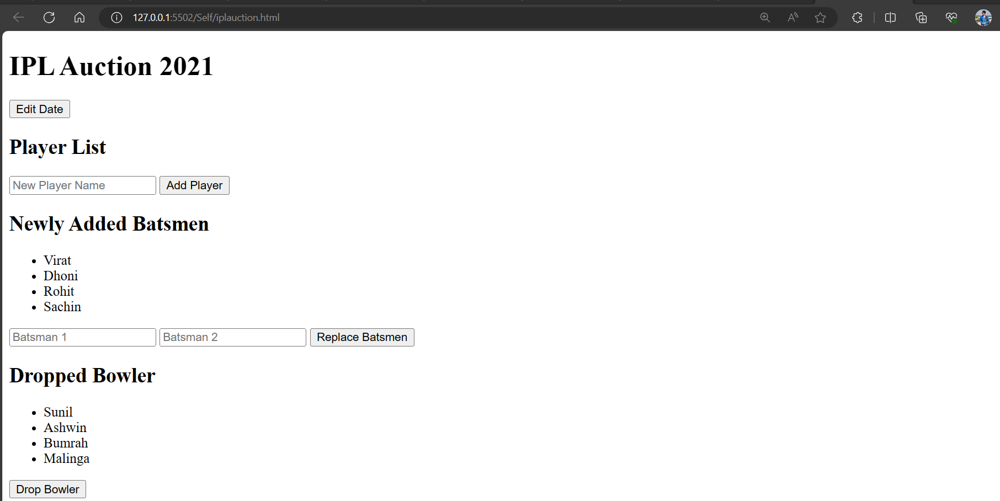 127.0.0.1:5502/Self/iplauction.html
IPL Auction 2021
Edit Date
Player List
New Player Name Add Player
Newly Added Batsmen
• Virat
• Dhoni
• Rohit
• Sachin
Batsman 1 Batsman 2 Replace Batsmen
Dropped Bowler
• Sunil
• Ashwin
• Bumrah
• Malinga
Drop Bowler